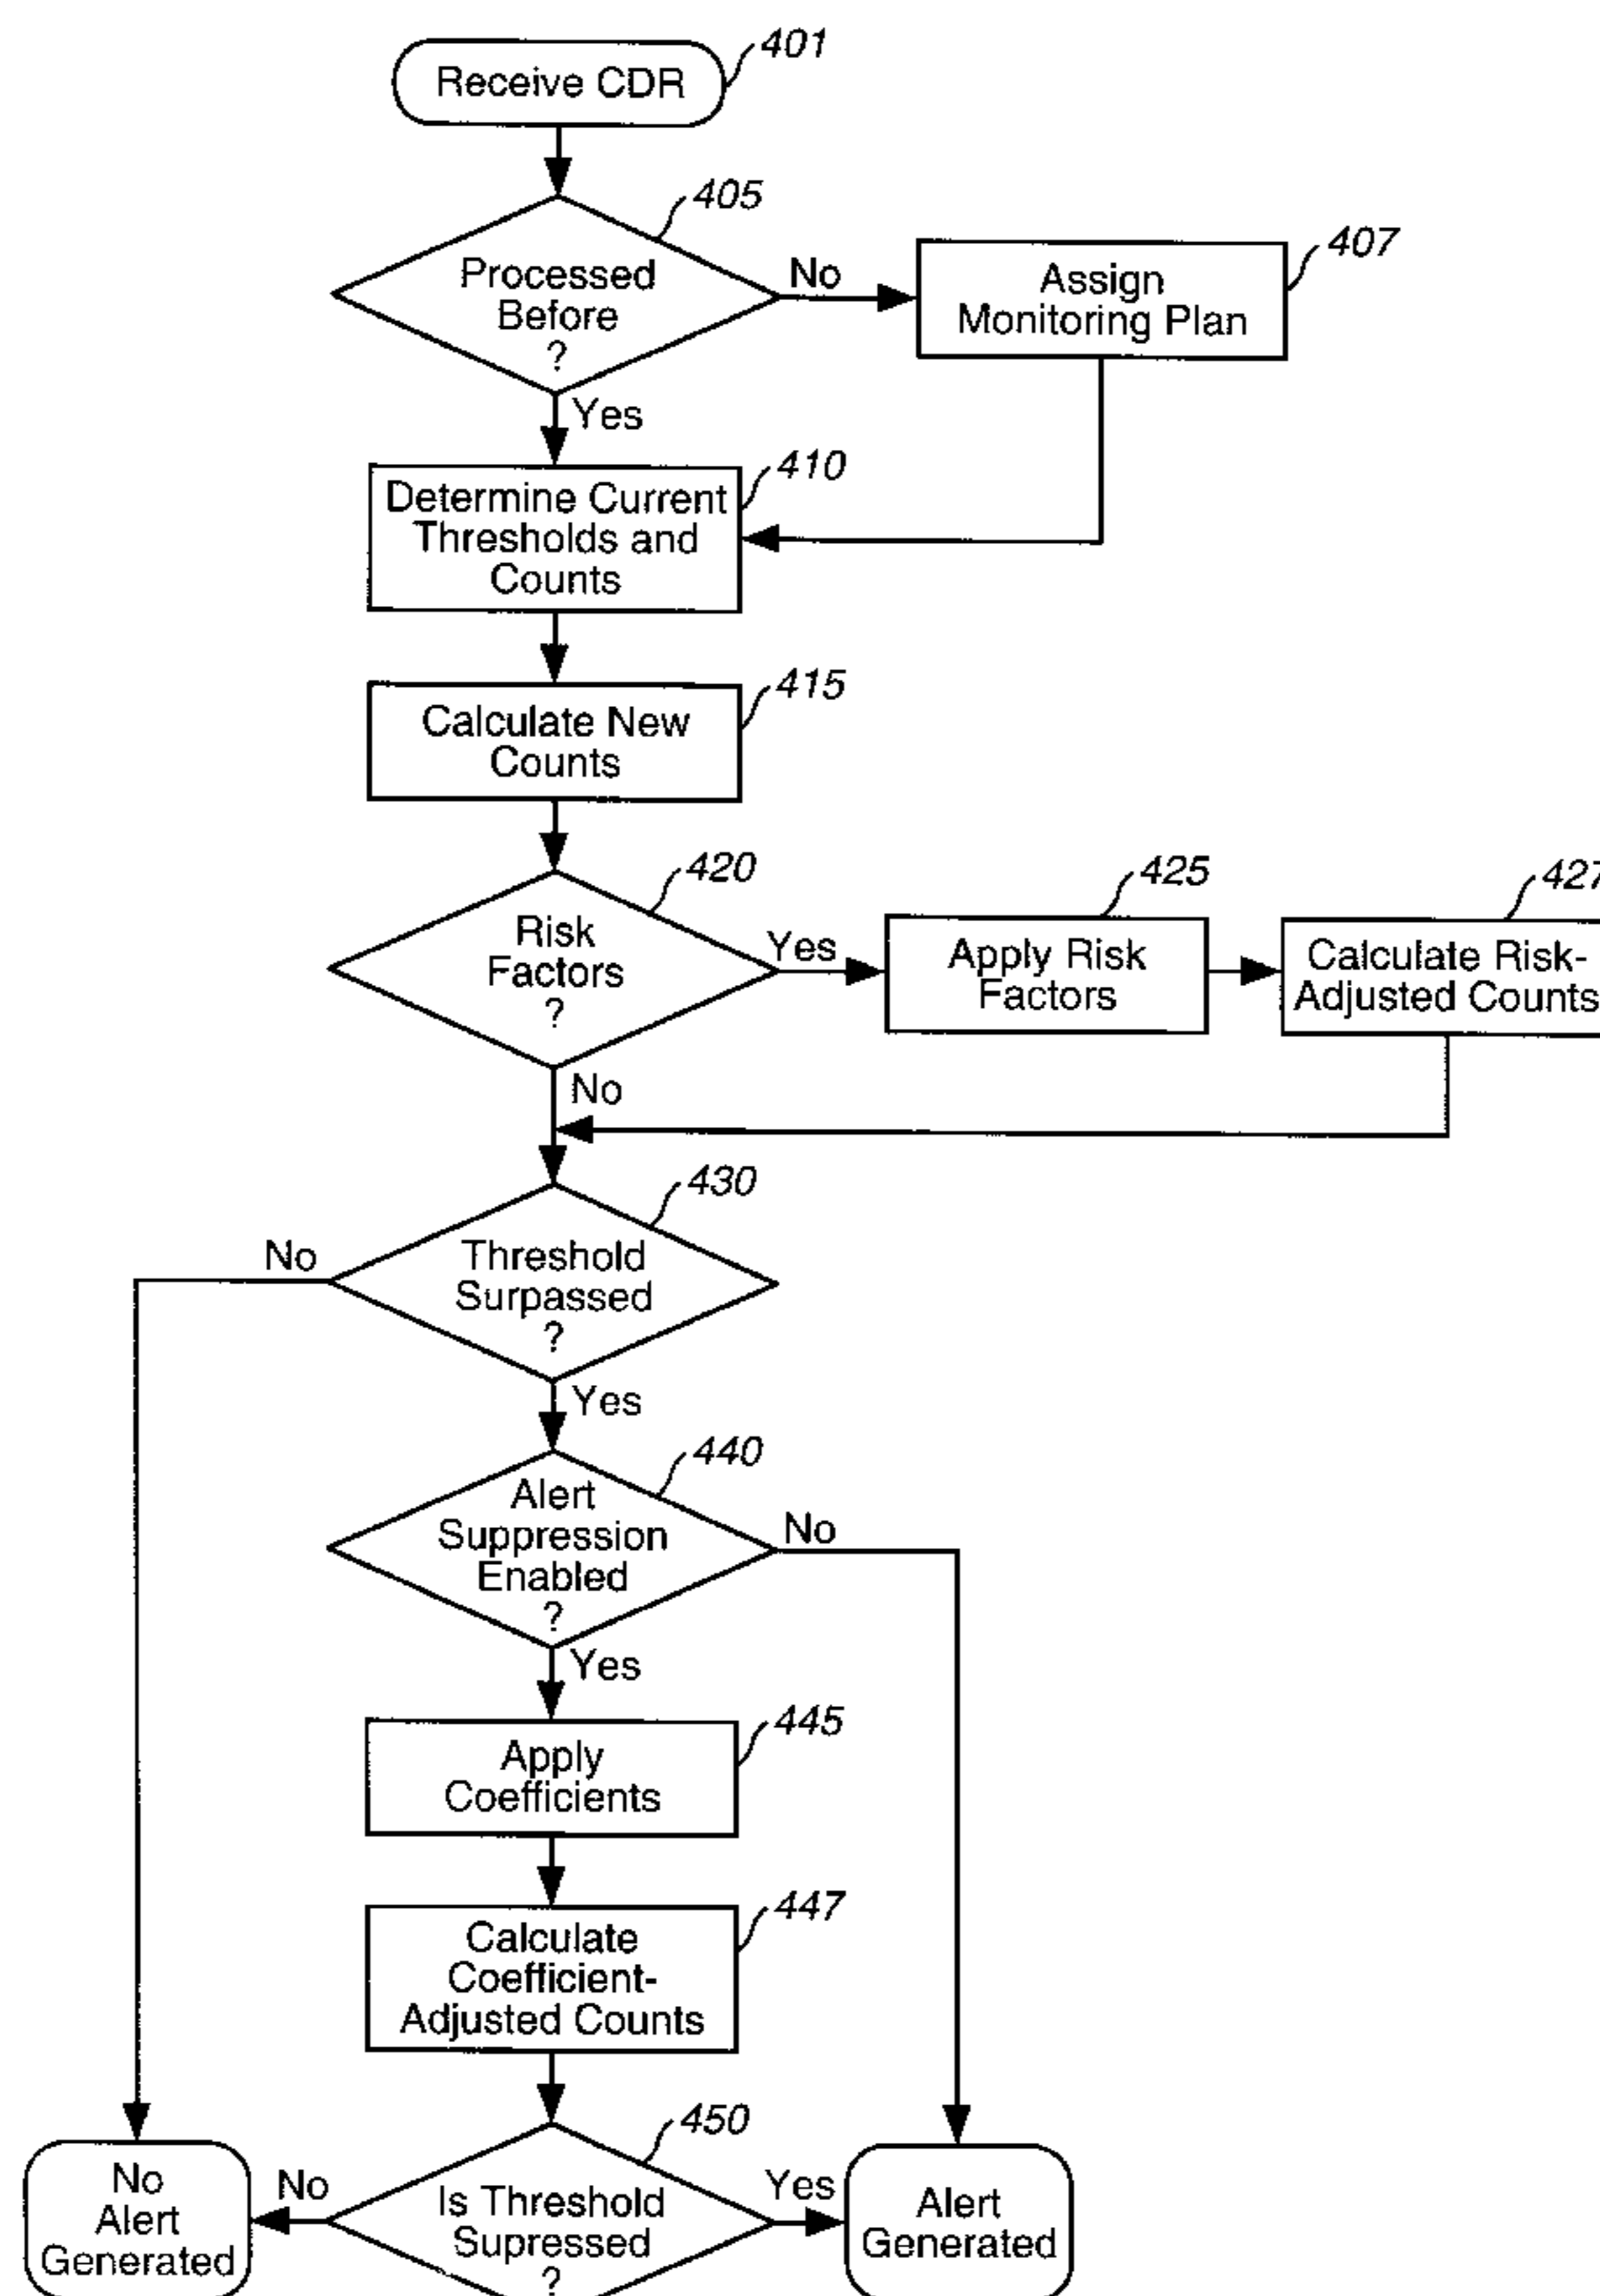 401
Receive CDR
405
Processed
Before
?
No
407
Assign
Monitoring Plan
Yes
410
Determine Current
Thresholds and
Counts
415
Calculate New
Counts
420
Risk
Factors
?
Yes
425
Apply Risk
Factors
427
Calculate Risk-
Adjusted Counts
No
430
Threshold
Surpassed
?
No
Yes
440
Alert
Suppression
Enabled
?
No
Yes
445
Apply
Coefficients
447
Calculate
Coefficient-
Adjusted Counts
450
Is Threshold
Supressed
?
No
Yes
No
Alert
Generated
Alert
Generated